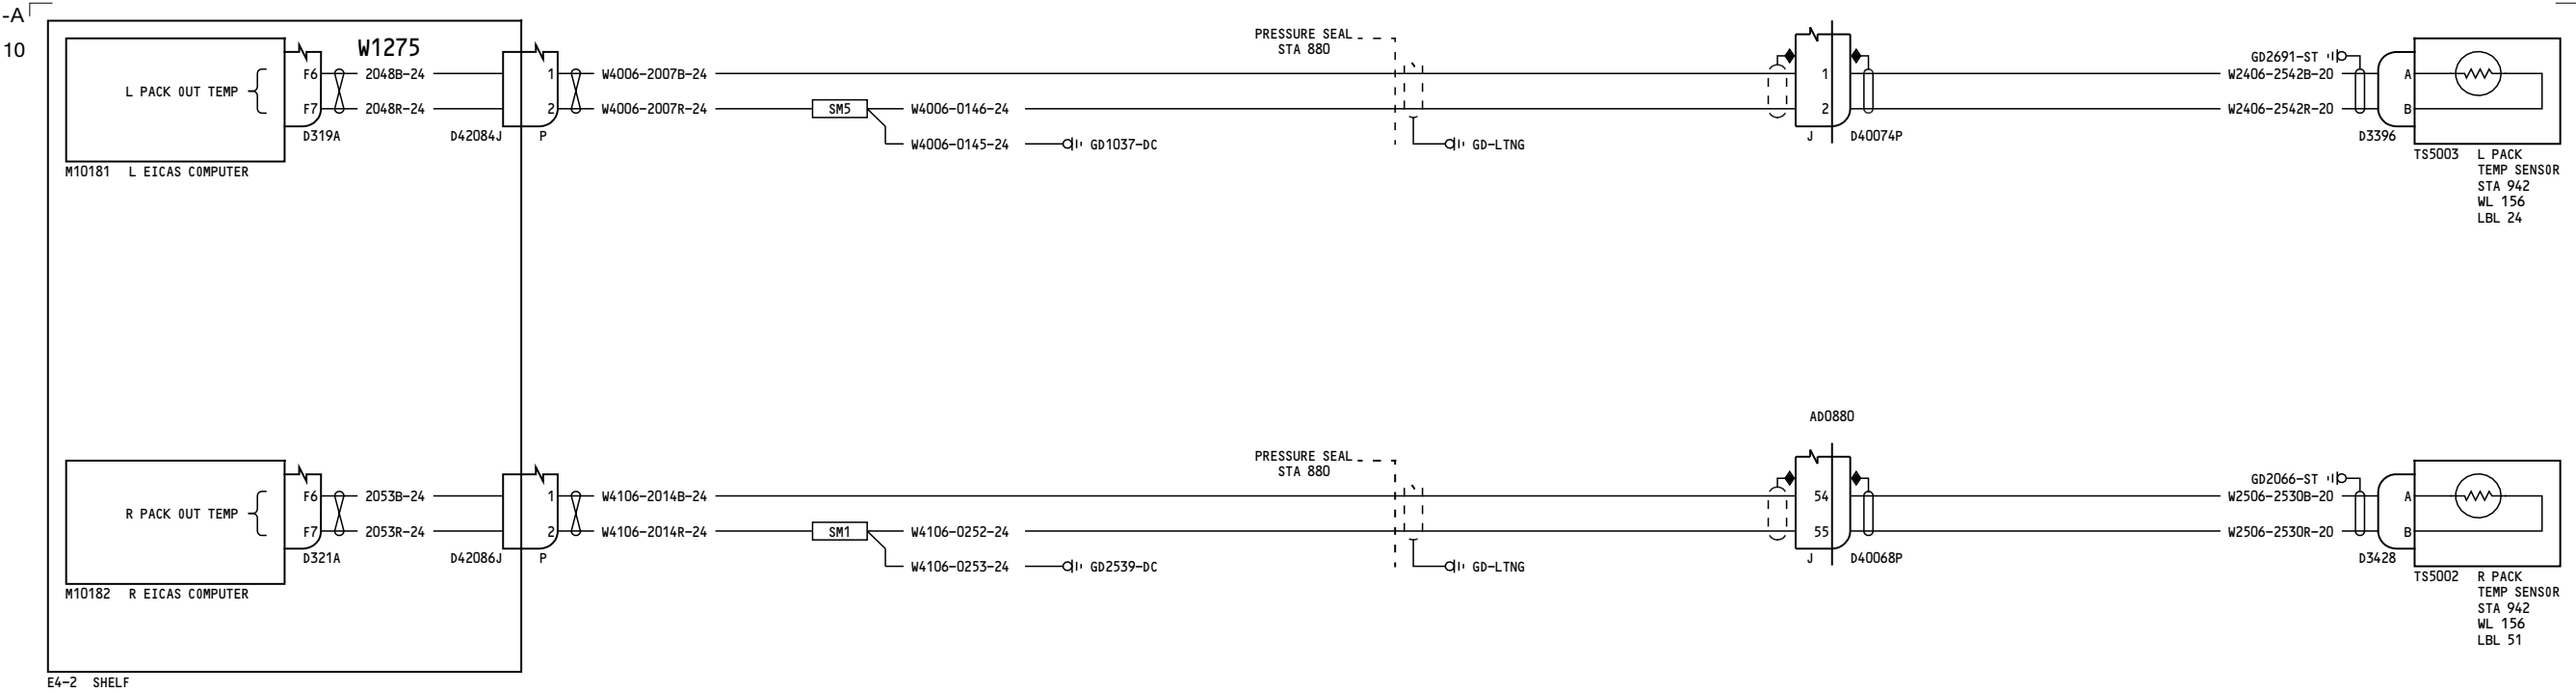 -A
10
W1275
L PACK OUT TEMP
F6
2048B-24
1
W4006-2007B-24
F7
2048R-24
2
W4006-2007R-24
SM5
W4006-0146-24
W4006-0145-24
GD1037-DC
D319A
D42084J
P
M10181 L EICAS COMPUTER
PRESSURE SEAL
STA 880
GD-LTNG
1
2
J
D40074P
GD2691-ST
W2406-2542B-20
A
W2406-2542R-20
B
D3396
TS5003 L PACK
TEMP SENSOR
STA 942
WL 156
LBL 24
AD0880
R PACK OUT TEMP
F6
2053B-24
1
W4106-2014B-24
F7
2053R-24
2
W4106-2014R-24
SM1
W4106-0252-24
W4106-0253-24
GD2539-DC
D321A
D42086J
P
M10182 R EICAS COMPUTER
PRESSURE SEAL
STA 880
GD-LTNG
54
55
J
D40068P
GD2066-ST
W2506-2530B-20
A
W2506-2530R-20
B
D3428
TS5002 R PACK
TEMP SENSOR
STA 942
WL 156
LBL 51
E4-2 SHELF